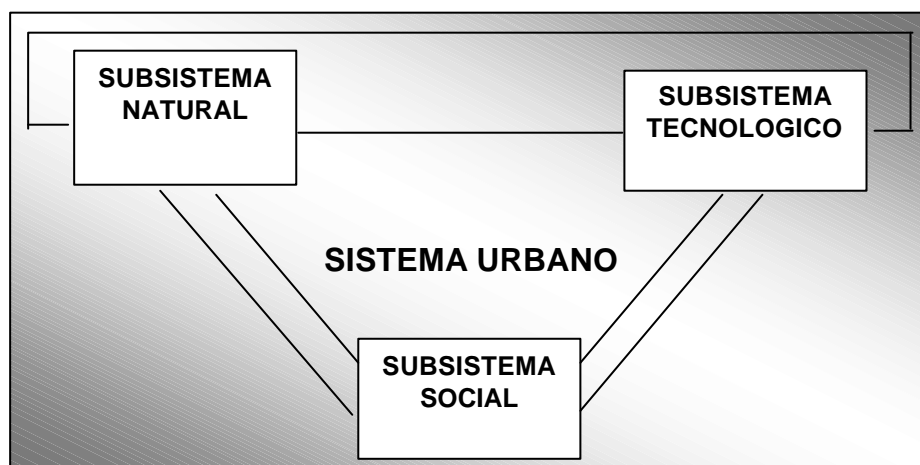 SUBSISTEMA
NATURAL
SUBSISTEMA
TECNOLOGICO
SISTEMA URBANO
SUBSISTEMA
SOCIAL